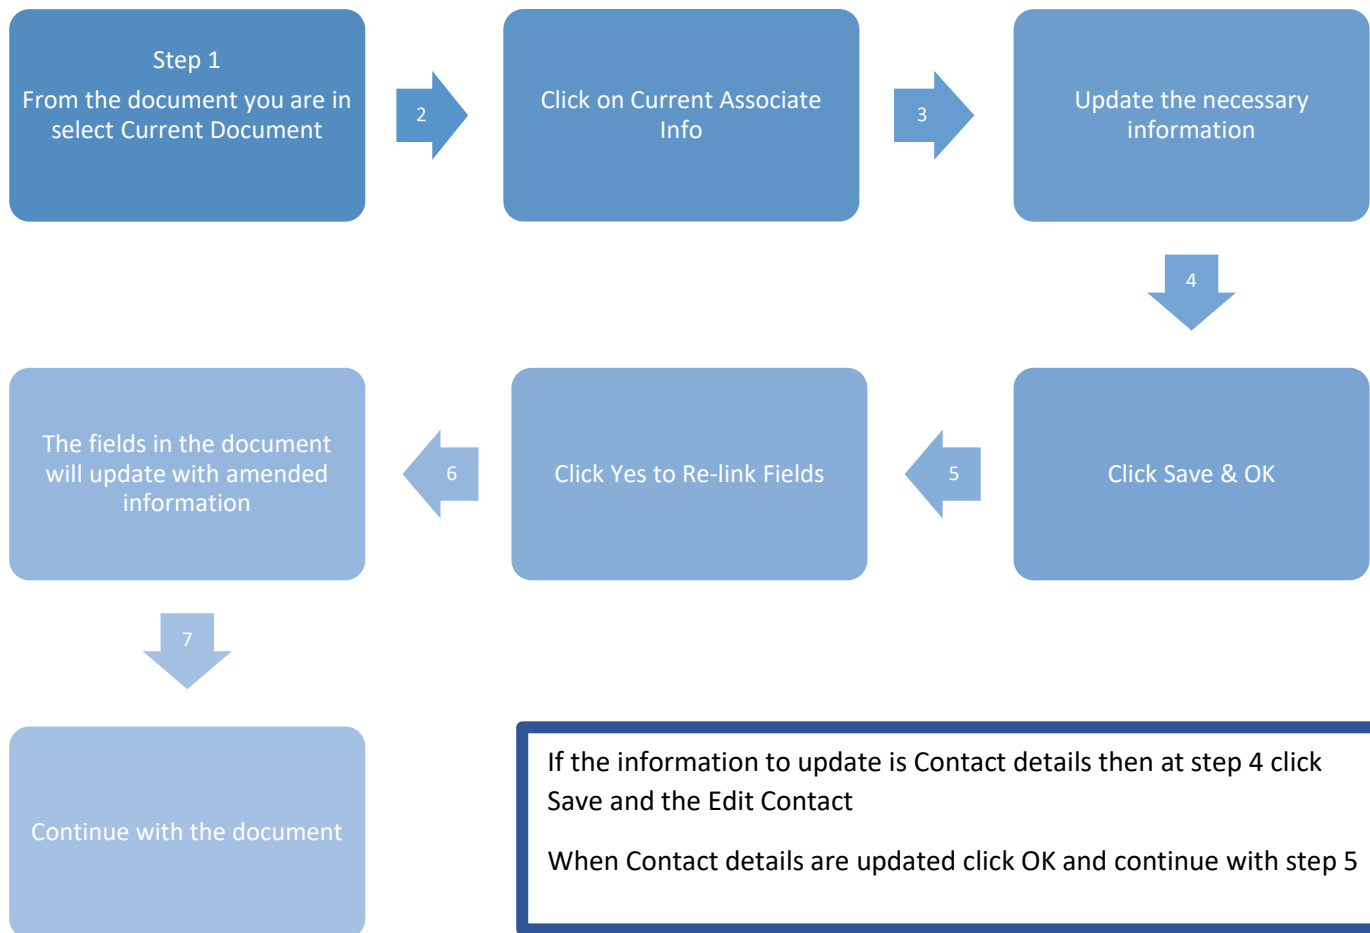 Step 1
From the document you are in
select Current Document
2
Click on Current Associate
Info
3
Update the necessary
information
4
Click Save & OK
5
Click Yes to Re-link Fields
6
The fields in the document
will update with amended
information
7
Continue with the document
If the information to update is Contact details then at step 4 click
Save and the Edit Contact
When Contact details are updated click OK and continue with step 5